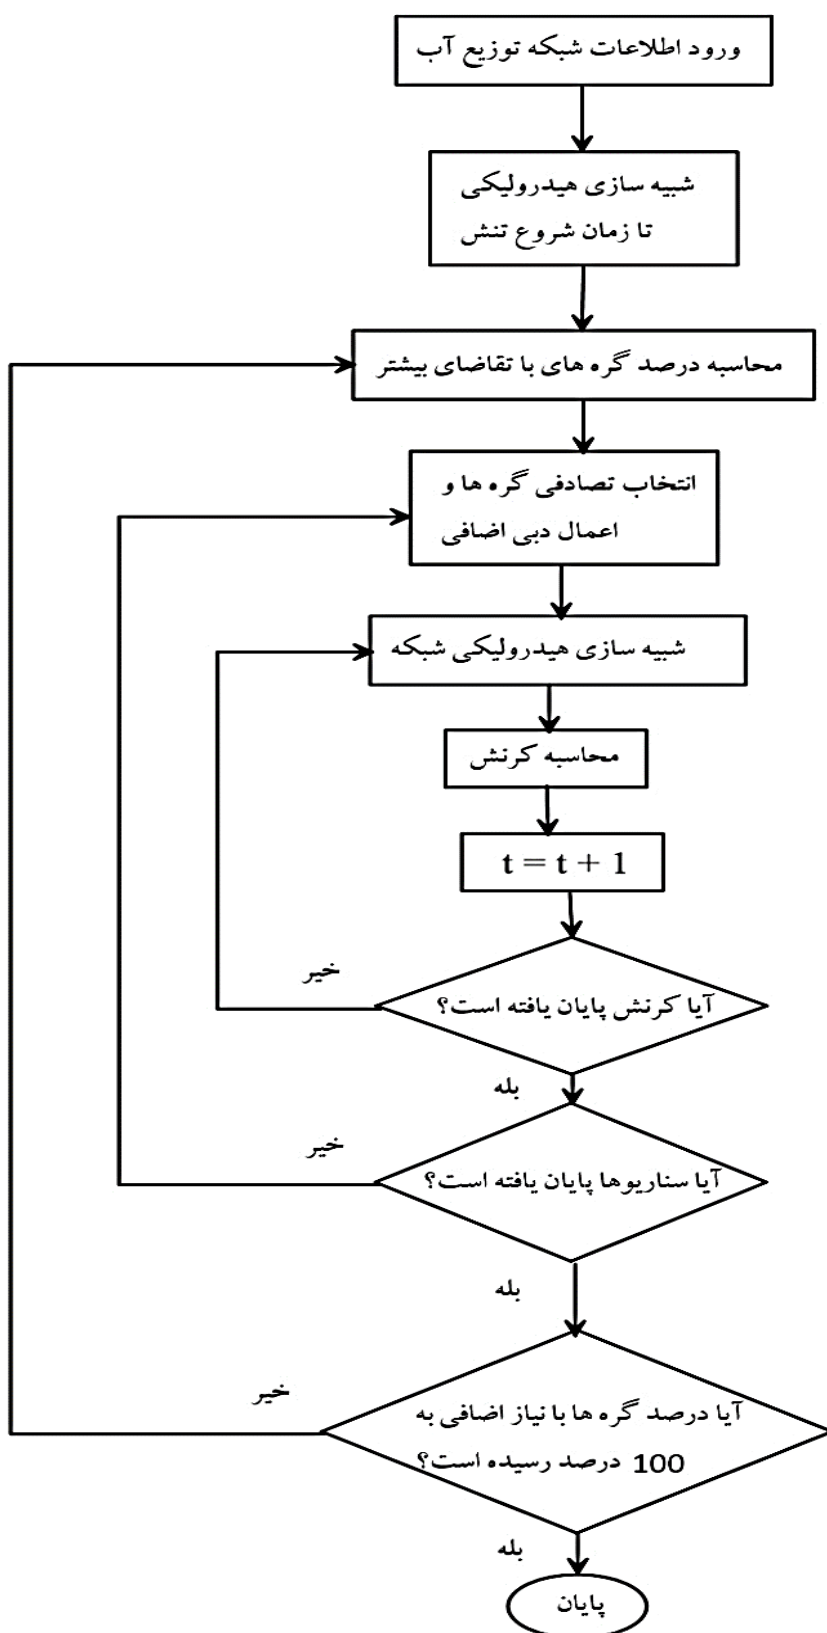 ورود اطلاعات شبکه توزیع آب
شبیه سازی هیدرولیکی
تا زمان شروع تنش
محاسبه درصد گره های با تقاضای بیشتر
انتخاب تصادفی گره ها و
اعمال دبی اضافی
شبیه سازی هیدرولیکی شبکه
محاسبه کرنش
t = t + 1
خیر
آیا کرنش پایان یافته است؟
بله
خیر
آیا سناریوها پایان یافته است؟
بله
خیر
آیا درصد گره ها با نیاز اضافی به
100 درصد رسیده است؟
بله
پایان